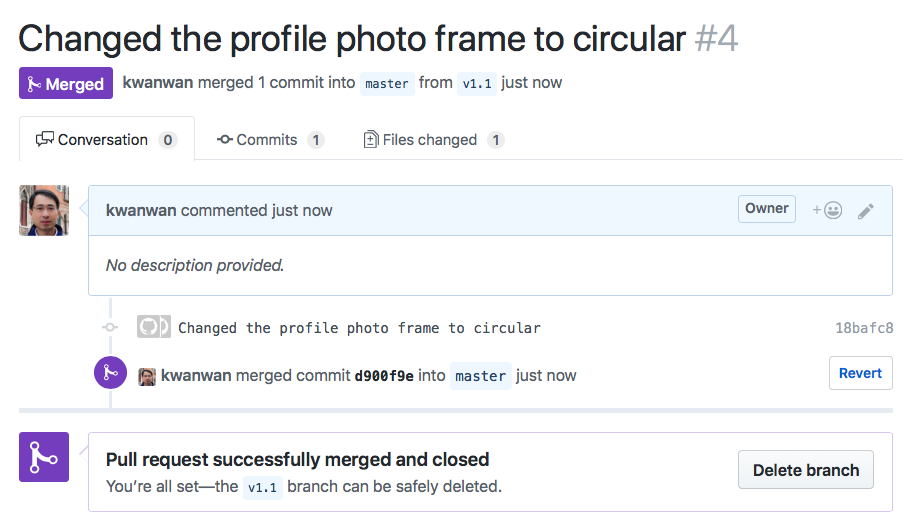 Changed the profile photo frame to circular #4
Merged kwanwan merged 1 commit into master from v1.1 just now
Conversation 0 Commits 1 Files changed 1
kwanwan commented just now Owner +
No description provided.
Changed the profile photo frame to circular 18bafc8
kwanwan merged commit d900f9e into master just now Revert
Pull request successfully merged and closed
You’re all set—the v1.1 branch can be safely deleted.
Delete branch